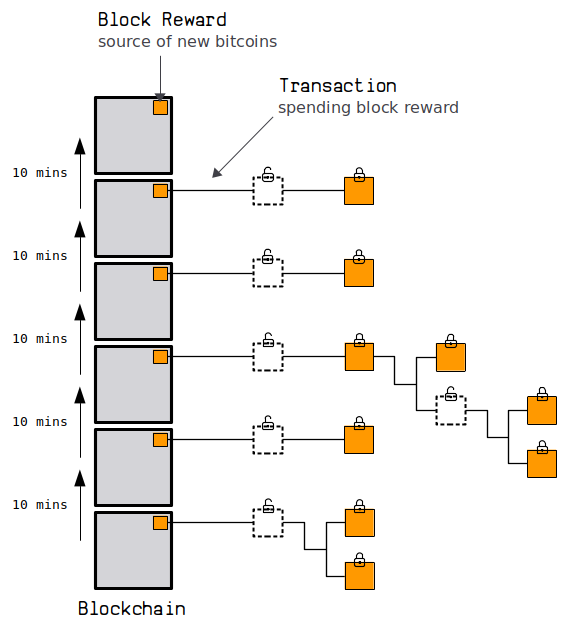 Block Reward
source of new bitcoins
Transaction
spending block reward
10 mins
10 mins
10 mins
10 mins
10 mins
Blockchain